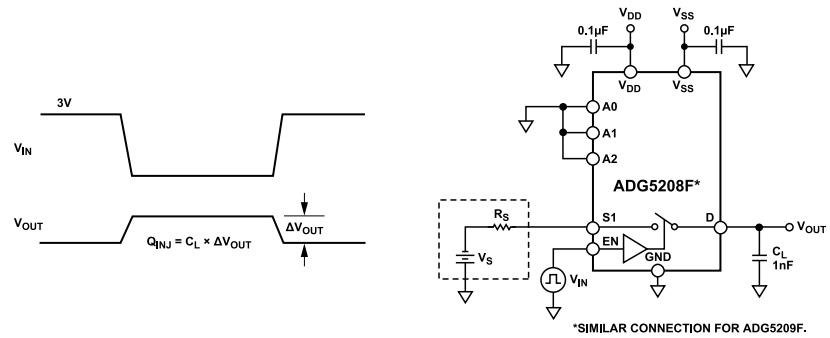 3V
VIN
VOUT
QINJ = CL × ΔVOUT
ΔVOUT
VDD
VSS
0.1µF
0.1µF
VDD
VSS
A0
A1
A2
ADG5208F*
RS
S1
D
VOUT
VS
EN
GND
CL
1nF
VIN
*SIMILAR CONNECTION FOR ADG5209F.